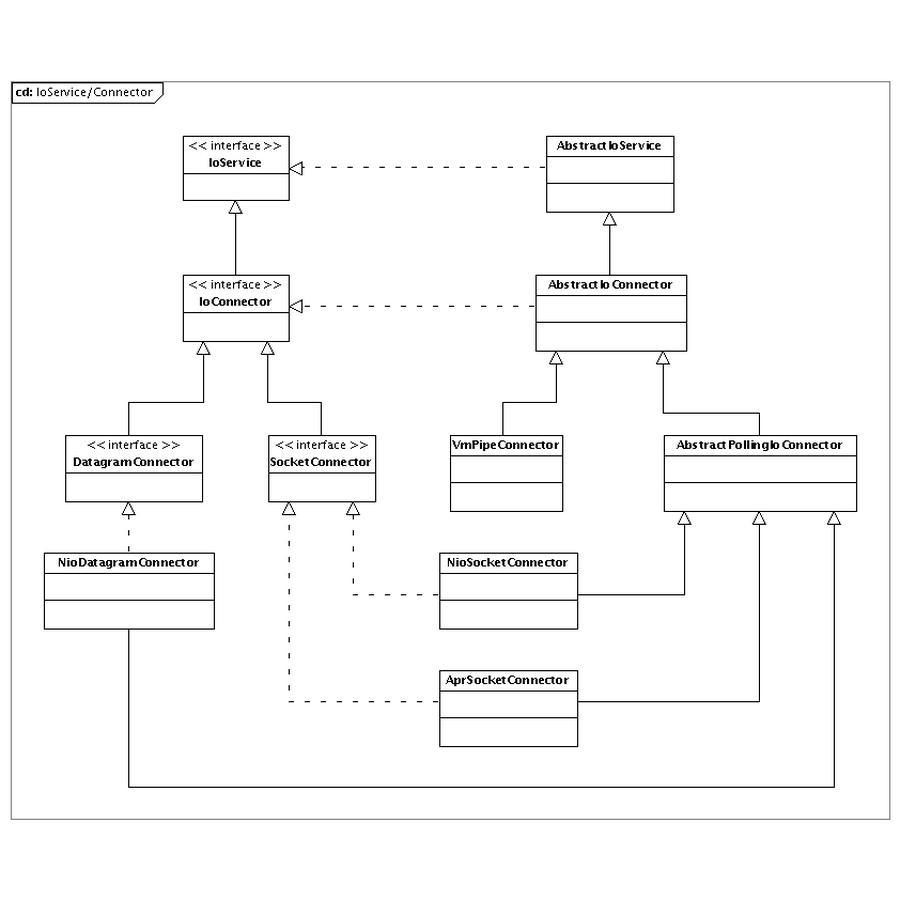 cd: IoService/Connector
<< interface >>
IoService
AbstractIoService
<< interface >>
IoConnector
AbstractIoConnector
<< interface >>
DatagramConnector
<< interface >>
SocketConnector
VmPipeConnector
AbstractPollingIoConnector
NioDatagramConnector
NioSocketConnector
AprSocketConnector